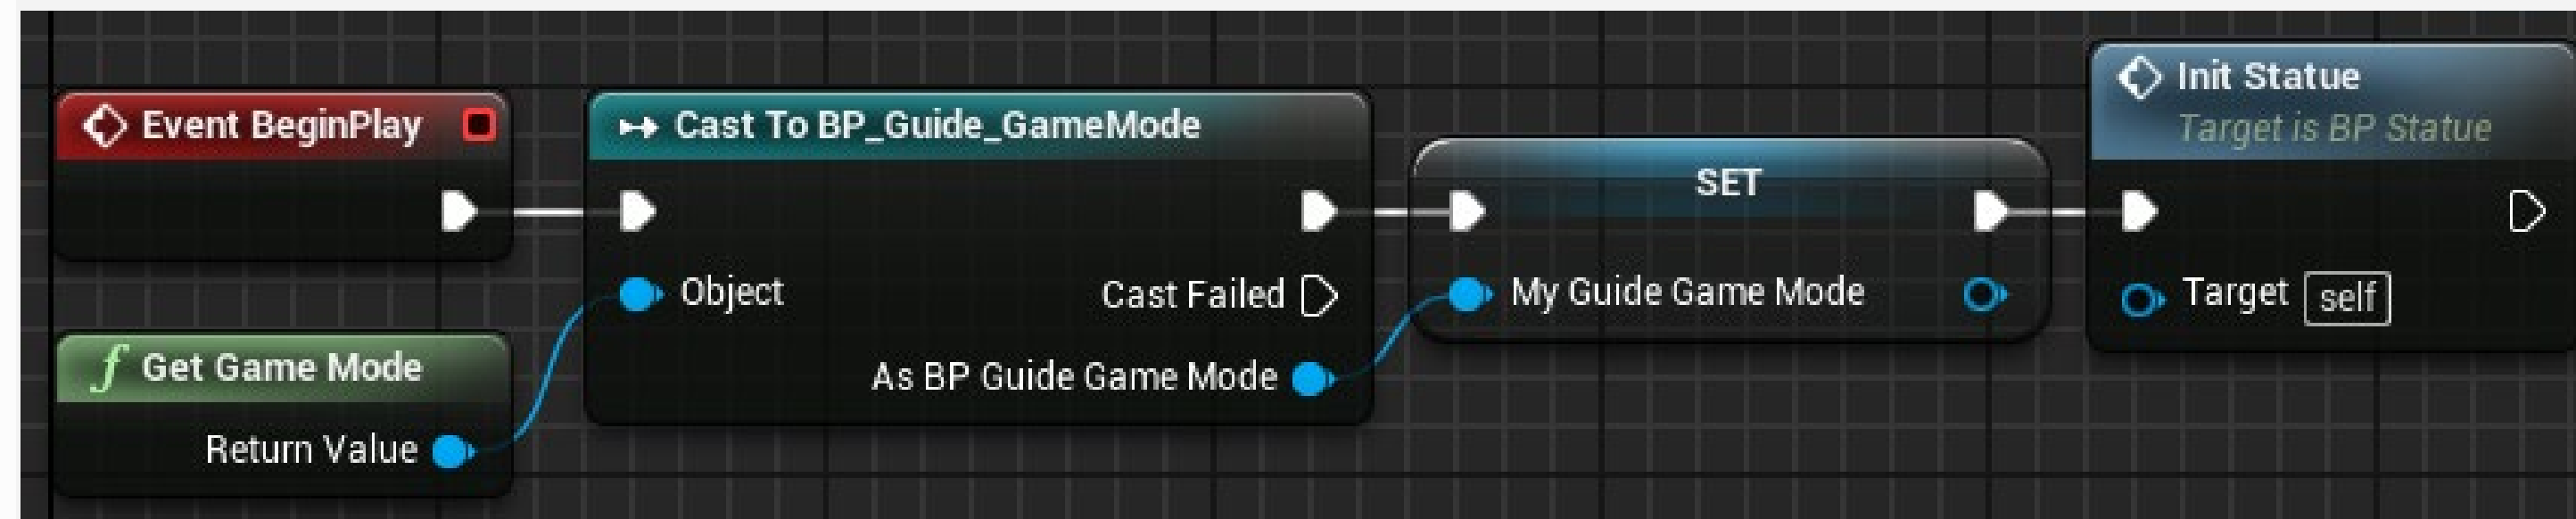 Event BeginPlay
Cast To BP_Guide_GameMode
SET
Init Statue
Target is BP Statue
Object
Cast Failed
As BP Guide Game Mode
My Guide Game Mode
Target self
f Get Game Mode
Return Value